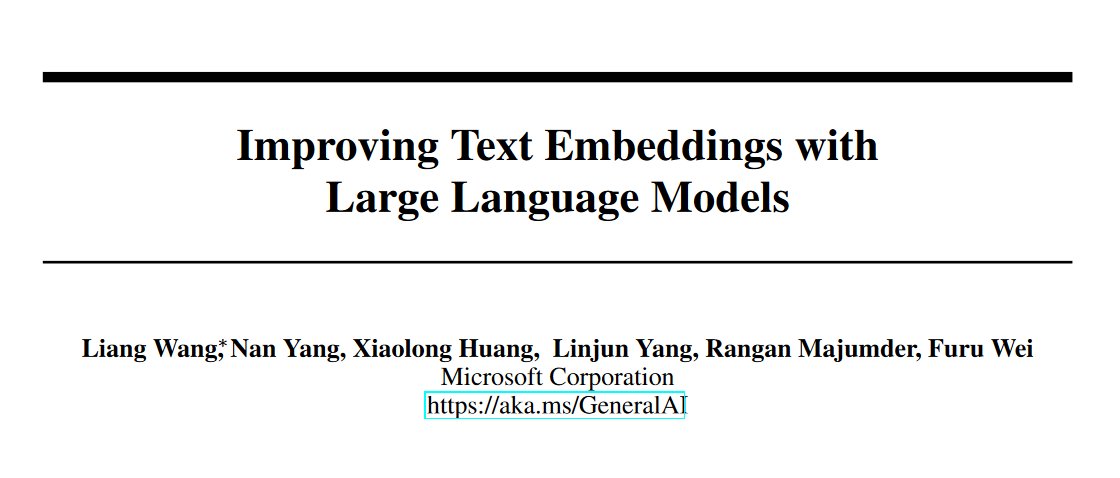 Improving Text Embeddings with
Large Language Models
Liang Wang,* Nan Yang, Xiaolong Huang, Linjun Yang, Rangan Majumder, Furu Wei
Microsoft Corporation
https://aka.ms/GeneralAI